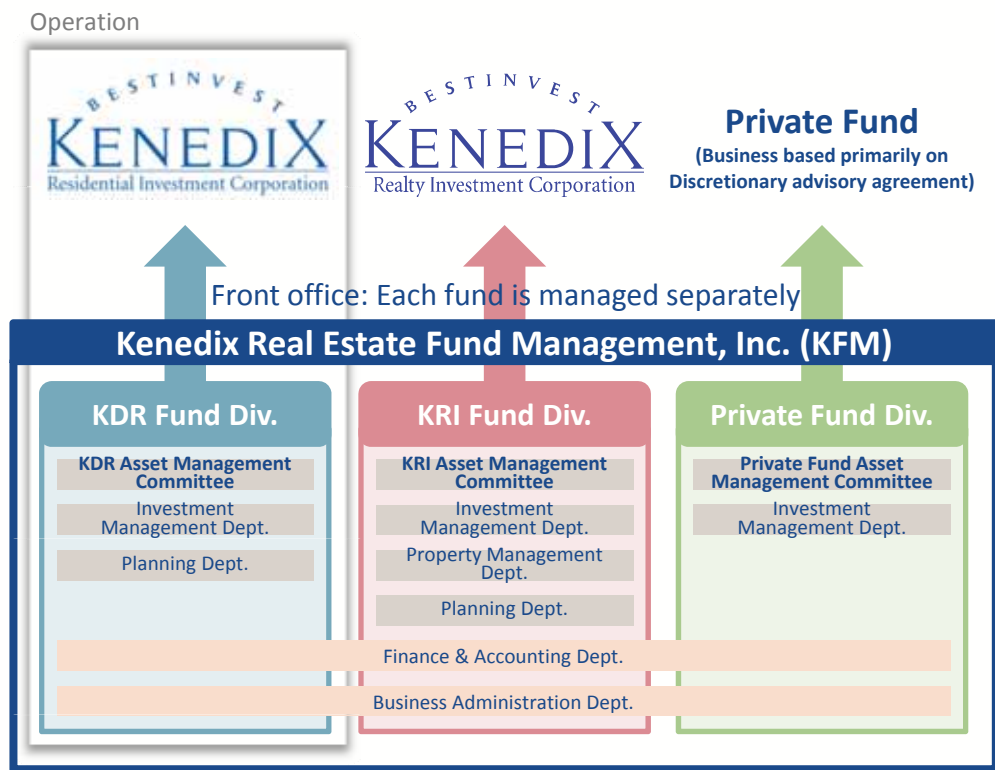 Operation
BESTINVEST
KENEDIX
Residential Investment Corporation
BESTINVEST
KENEDIX
Realty Investment Corporation
Private Fund
(Business based primarily on
Discretionary advisory agreement)
Front office: Each fund is managed separately
Kenedix Real Estate Fund Management, Inc. (KFM)
KDR Fund Div.
KDR Asset Management
Committee
Investment
Management Dept.
Planning Dept.
KRI Fund Div.
KRI Asset Management
Committee
Investment
Management Dept.
Property Management
Dept.
Planning Dept.
Private Fund Div.
Private Fund Asset
Management Committee
Investment
Management Dept.
Finance & Accounting Dept.
Business Administration Dept.